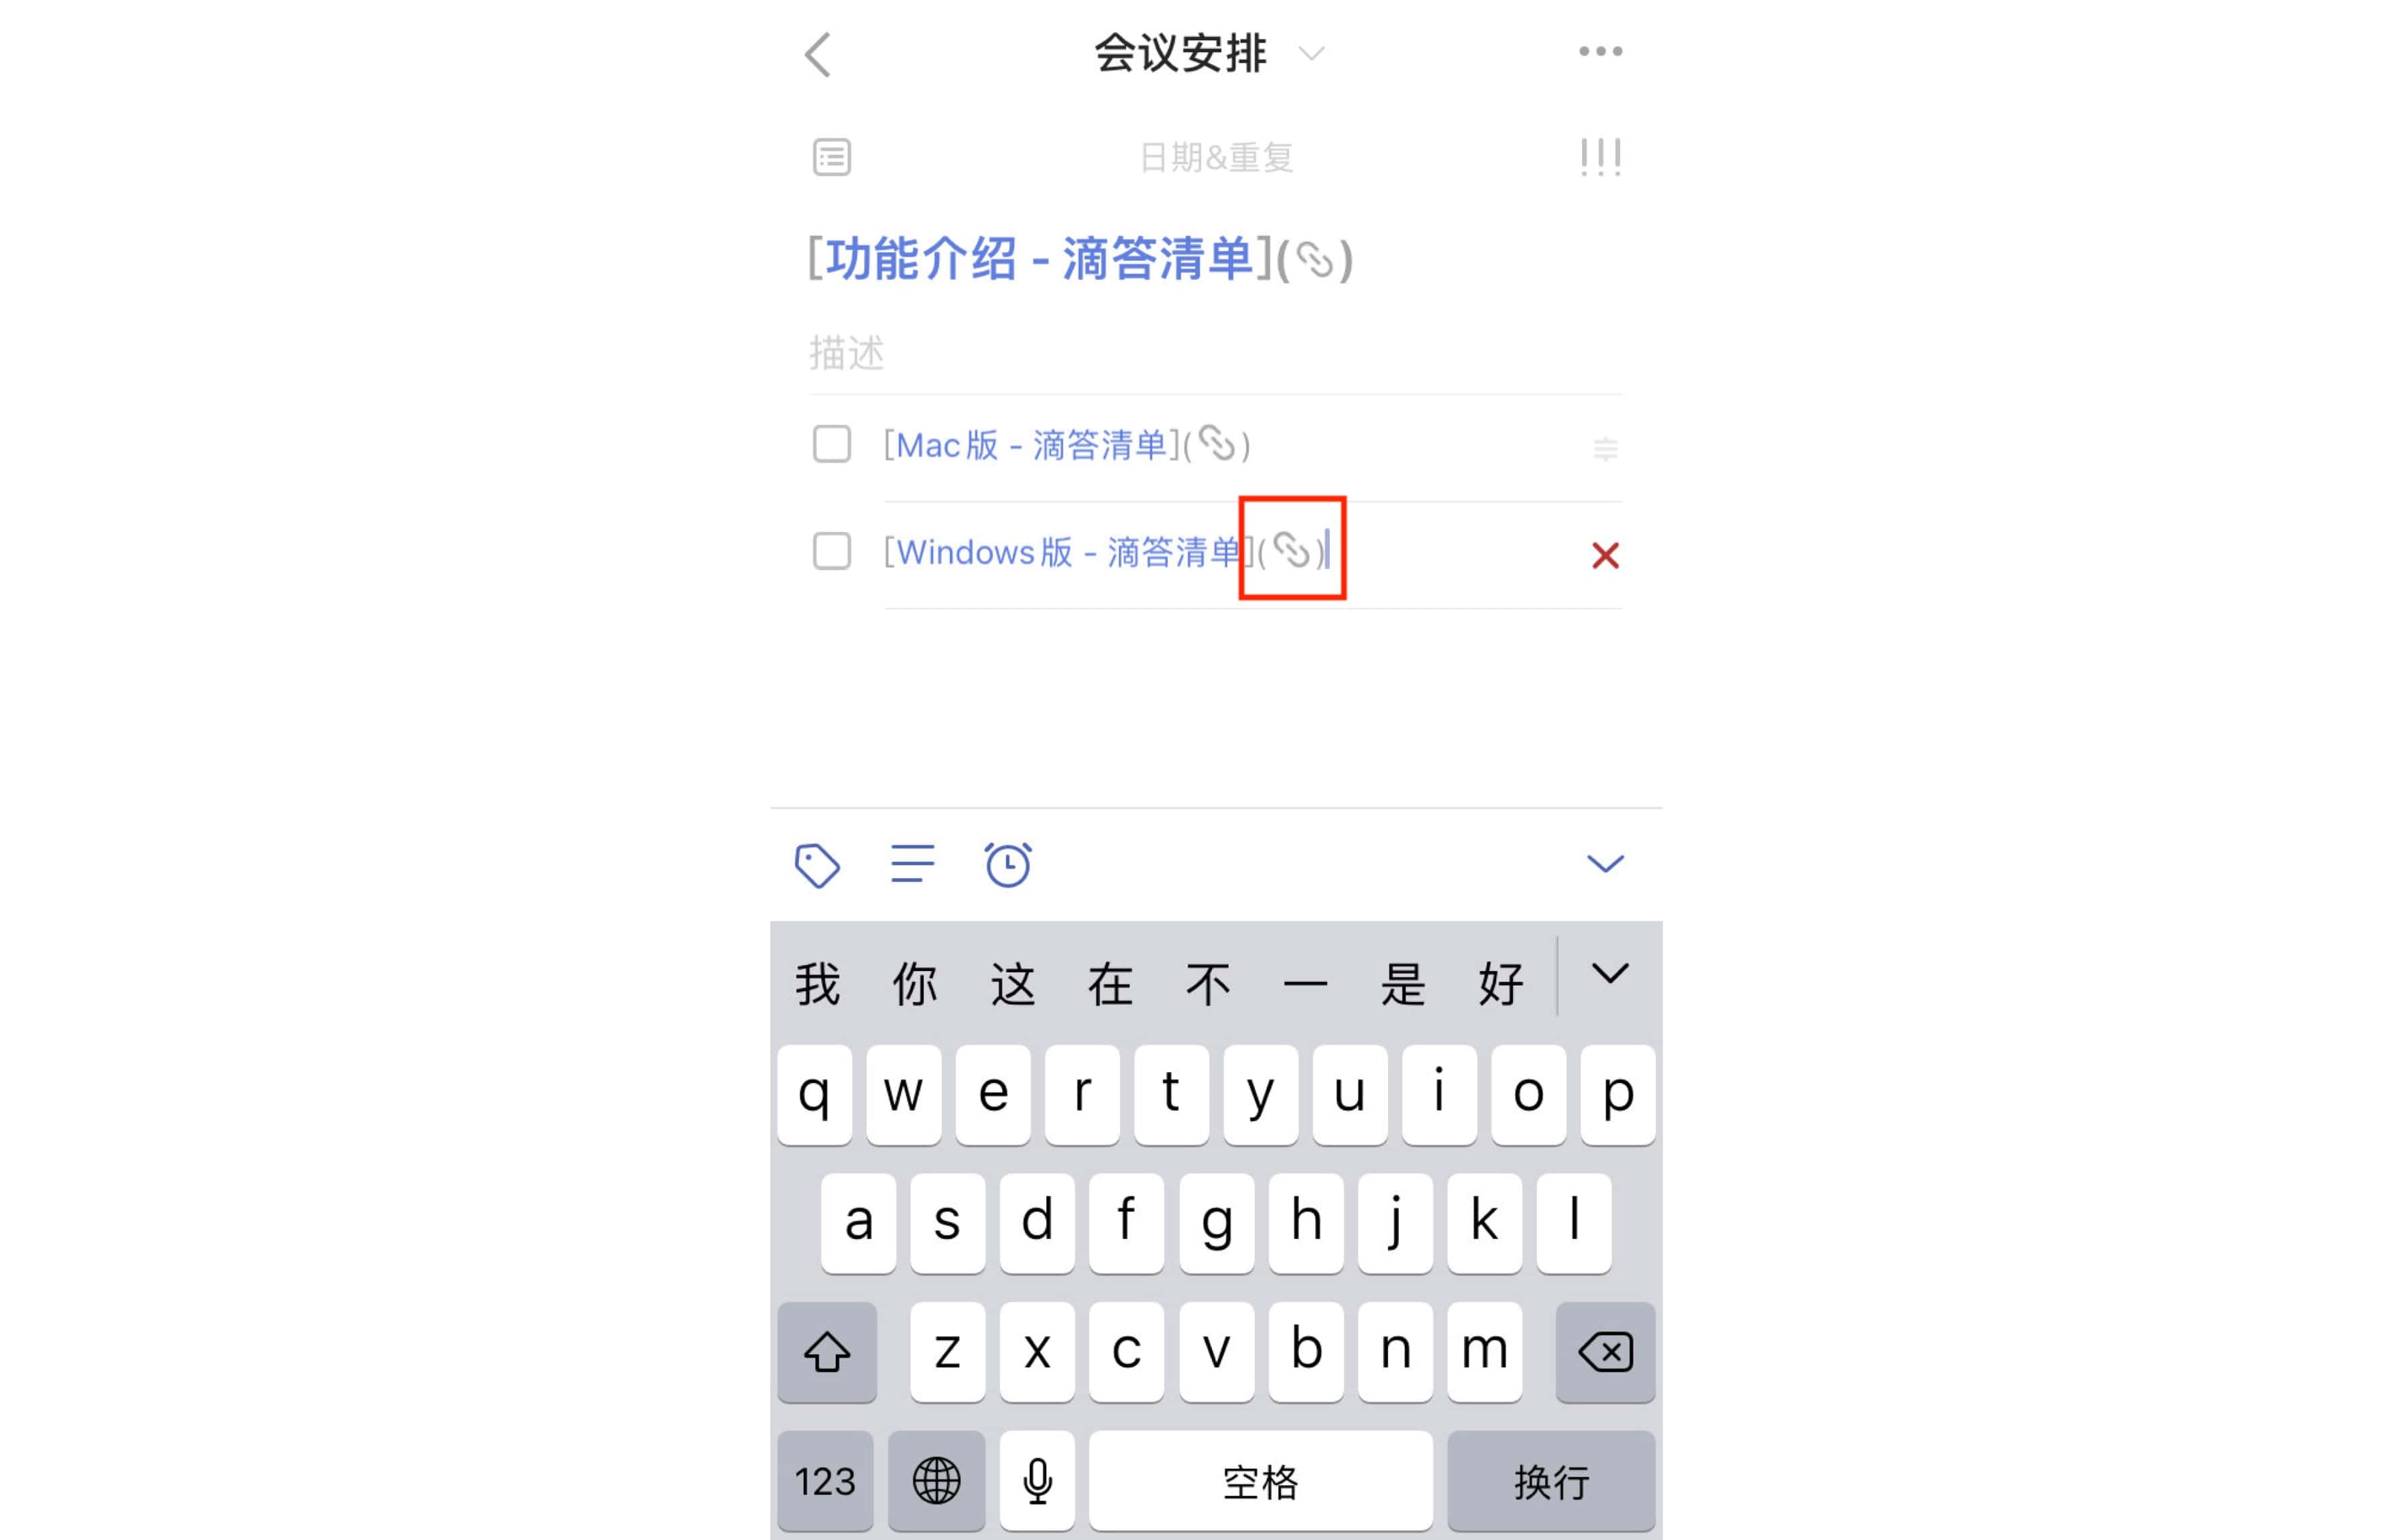 会议安排
日期&重复
[功能介绍 - 滴答清单]()
描述
[Mac版 - 滴答清单]()
[Windows版 - 滴答清单]()
我 你 这 在 不 一 是 好
q w e r t y u i o p
a s d f g h j k l
z x c v b n m
123 空格 换行